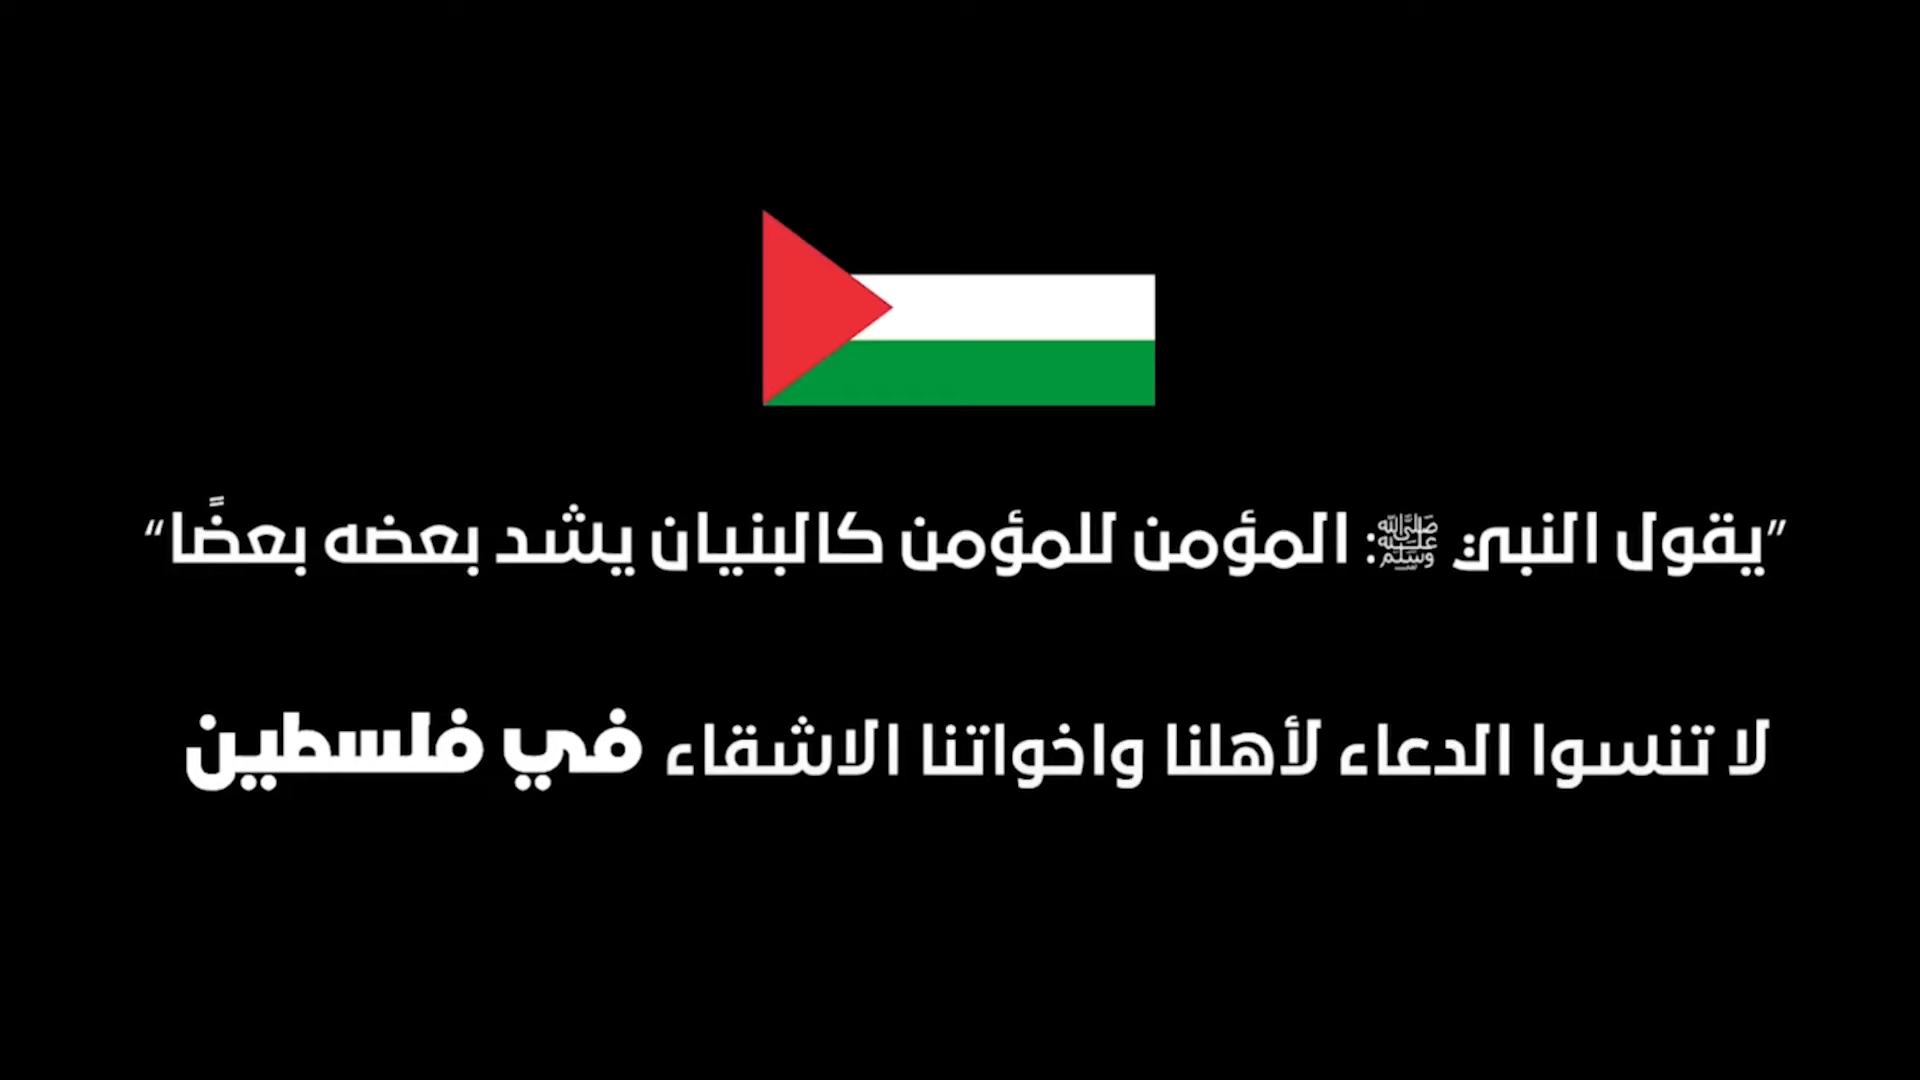 ”يقول النبي ﷺ: المؤمن للمؤمن كالبنيان يشد بعضه بعضًا“
لا تنسوا الدعاء لأهلنا واخواتنا الاشقاء في فلسطين